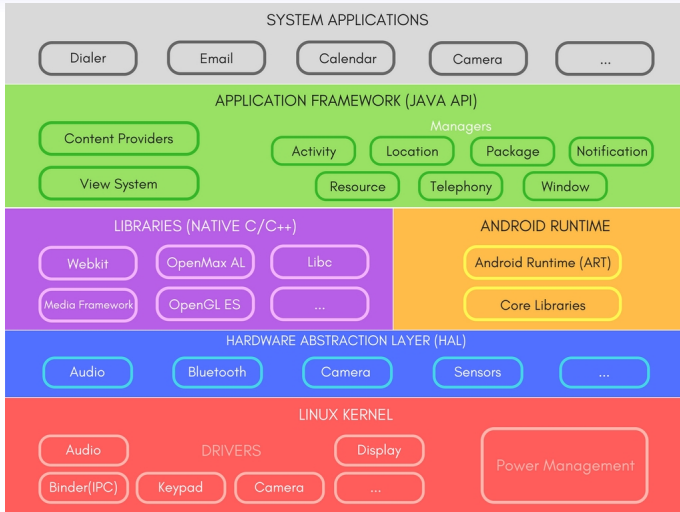 SYSTEM APPLICATIONS
Dialer
Email
Calendar
Camera
...
APPLICATION FRAMEWORK (JAVA API)
Content Providers
View System
Managers
Activity
Location
Package
Notification
Resource
Telephony
Window
LIBRARIES (NATIVE C/C++)
Webkit
OpenMax AL
Libc
Media Framework
OpenGL ES
...
ANDROID RUNTIME
Android Runtime (ART)
Core Libraries
HARDWARE ABSTRACTION LAYER (HAL)
Audio
Bluetooth
Camera
Sensors
...
LINUX KERNEL
Audio
DRIVERS
Display
Binder(IPC)
Keypad
Camera
...
Power Management